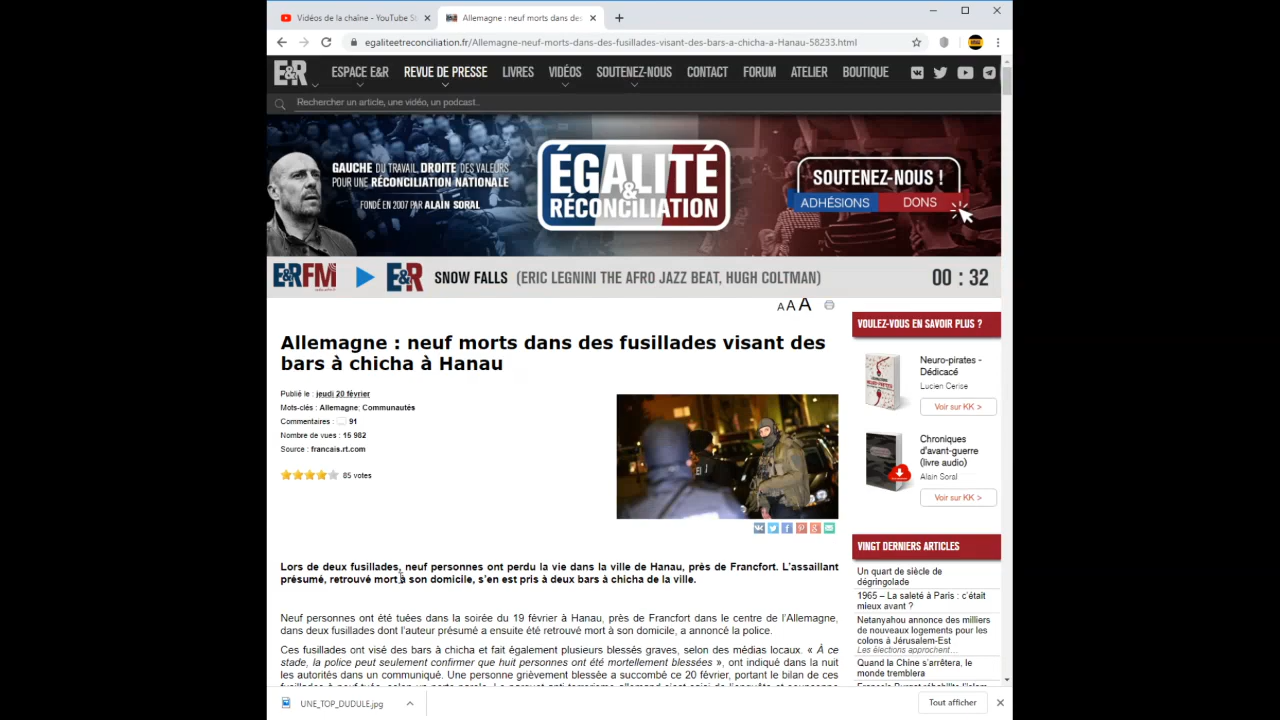 Vidéos de la chaîne - YouTube St
Allemagne : neuf morts dans des
egaliteetreconciliation.fr/Allemagne-neuf-morts-dans-des-fusillades-visant-des-bars-a-chicha-a-Hanau-58233.html
E&R ESPACE E&R REVUE DE PRESSE LIVRES VIDÉOS SOUTENEZ-NOUS CONTACT FORUM ATELIER BOUTIQUE
Rechercher un article, une vidéo, un podcast..
GAUCHE DU TRAVAIL, DROITE DES VALEURS
POUR UNE RÉCONCILIATION NATIONALE
FONDÉ EN 2007 PAR ALAIN SORAL
ÉGALITÉ
&
RÉCONCILIATION
SOUTENEZ-NOUS !
ADHÉSIONS DONS
E&RFM E&R SNOW FALLS (ERIC LEGNINI THE AFRO JAZZ BEAT, HUGH COLTMAN) 00 : 32
A A A
Allemagne : neuf morts dans des fusillades visant des
bars à chicha à Hanau
Publié le : jeudi 20 février
Mots-clés : Allemagne; Communautés
Commentaires : 91
Nombre de vues : 15 982
Source : francais.rt.com
85 votes
Lors de deux fusillades, neuf personnes ont perdu la vie dans la ville de Hanau, près de Francfort. L'assaillant
présumé, retrouvé mort à son domicile, s'en est pris à deux bars à chicha de la ville.
Neuf personnes ont été tuées dans la soirée du 19 février à Hanau, près de Francfort dans le centre de l'Allemagne,
dans deux fusillades dont l'auteur présumé a ensuite été retrouvé mort à son domicile, a annoncé la police.
Ces fusillades ont visé des bars à chicha et fait également plusieurs blessés graves, selon des médias locaux. « À ce
stade, la police peut seulement confirmer que huit personnes ont été mortellement blessées », ont indiqué dans la nuit
les autorités dans un communiqué. Une personne grièvement blessée a succombé ce 20 février, portant le bilan de ces
VOULEZ-VOUS EN SAVOIR PLUS ?
Neuro-pirates -
Dédicacé
Lucien Cerise
Voir sur KK >
Chroniques
d'avant-guerre
(livre audio)
Alain Soral
Voir sur KK >
VINGT DERNIERS ARTICLES
Un quart de siècle de
dégringolade
1965 – La saleté à Paris : c'était
mieux avant ?
Netanyahou annonce des milliers
de nouveaux logements pour les
colons à Jérusalem-Est
Les élections approchent…
Quand la Chine s'arrêtera, le
monde tremblera
UNE_TOP_DUDULE.jpg
Tout afficher